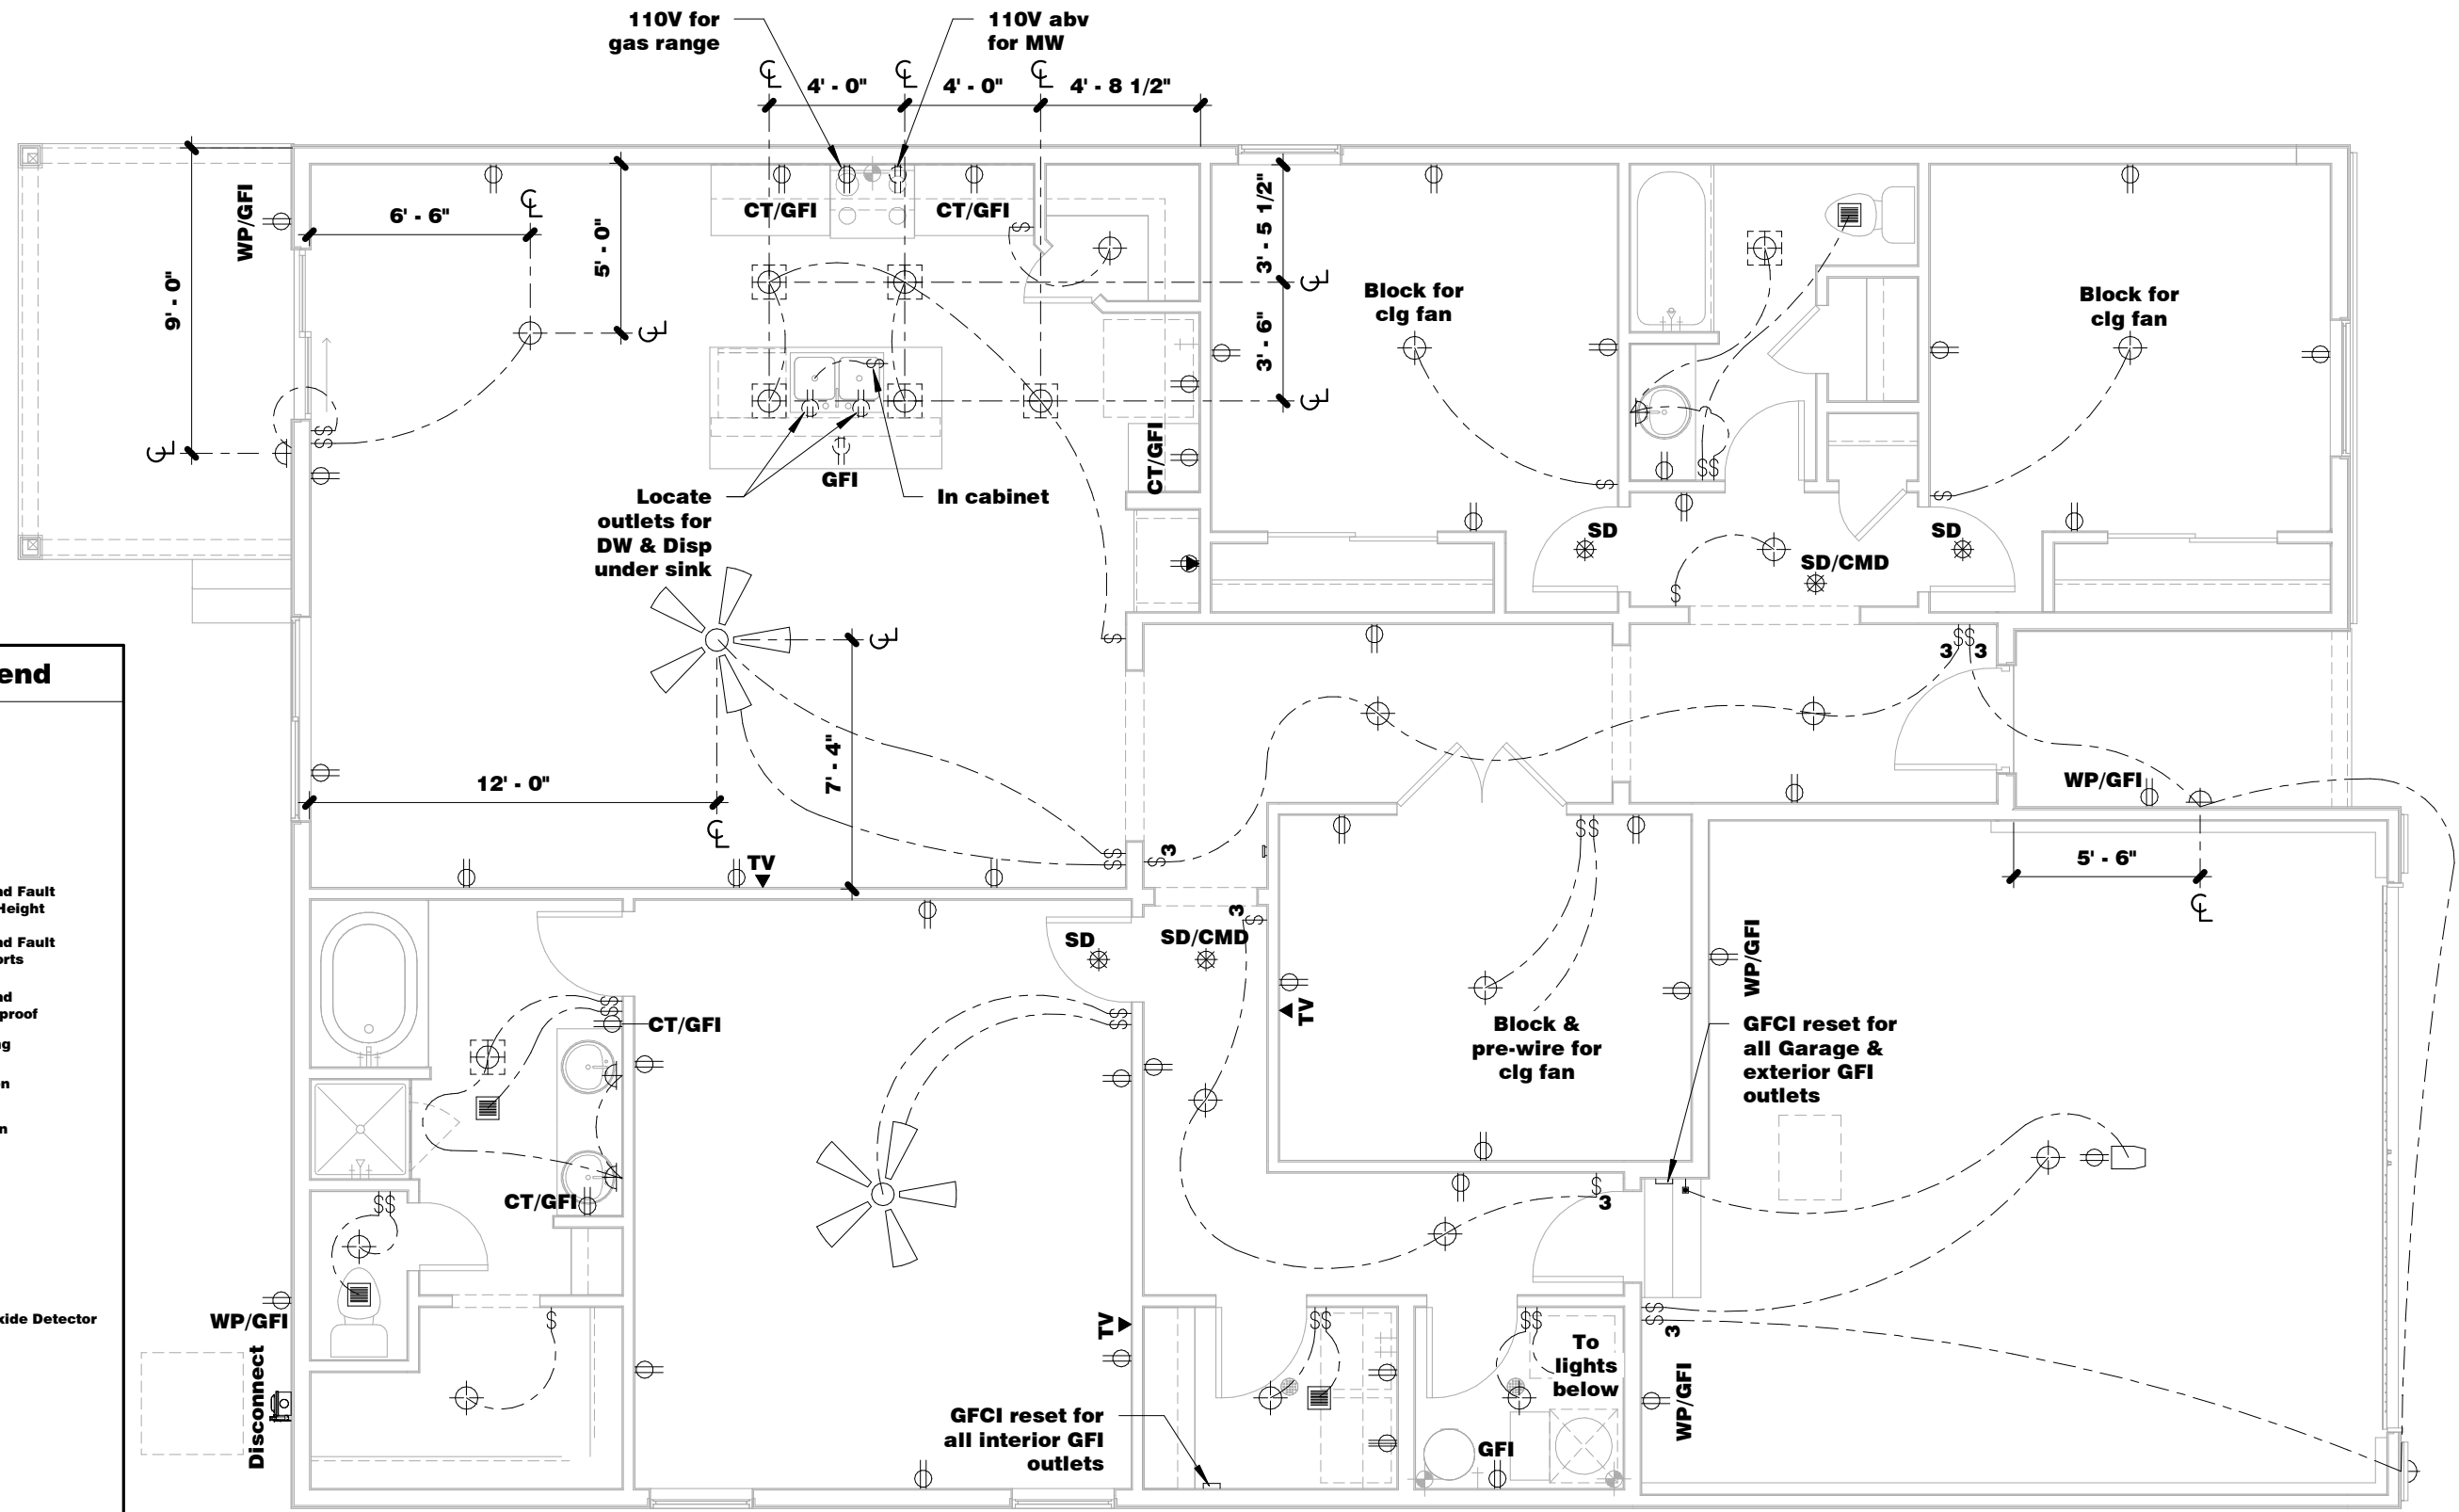 110V for
gas range
110V abv
for MW
4' - 0"
4' - 0"
4' - 8 1/2"
WP/GFI
6' - 6"
5' - 0"
9' - 0"
CT/GFI
CT/GFI
3' - 5 1/2"
3' - 6"
Block for
clg fan
Block for
clg fan
CT/GFI
GFI
In cabinet
Locate
outlets for
DW & Disp
under sink
SD
SD/CMD
SD
3
3
12' - 0"
7' - 4"
TV
3
WP/GFI
5' - 6"
end
nd Fault
Height
nd Fault
orts
nd
proof
ng
on
n
xide Detector
SD
SD/CMD
3
WP/GFI
TV
CT/GFI
Block &
pre-wire for
clg fan
GFCI reset for
all Garage &
exterior GFI
outlets
CT/GFI
3
WP/GFI
Disconnect
TV
To
lights
below
3
WP/GFI
GFCI reset for
all interior GFI
outlets
GFI